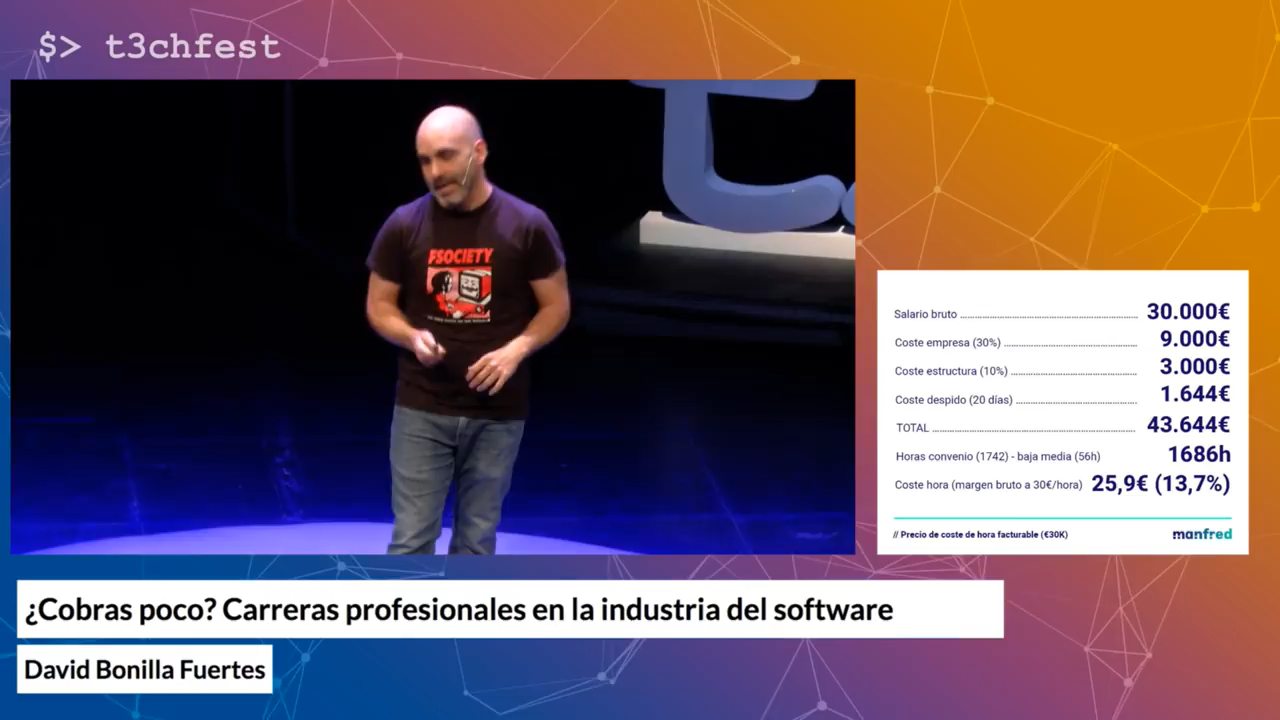 $> t3chfest
FSOCIETY
Salario bruto ........ 30.000€
Coste empresa (30%) ........ 9.000€
Coste estructura (10%) ........ 3.000€
Coste despido (20 días) ........ 1.644€
TOTAL ........ 43.644€
Horas convenio (1742) - baja media (56h) 1686h
Coste hora (margen bruto a 30€/hora) 25,9€ (13,7%)
// Precio de coste de hora facturable (€30K)
manfred
¿Cobras poco? Carreras profesionales en la industria del software
David Bonilla Fuertes